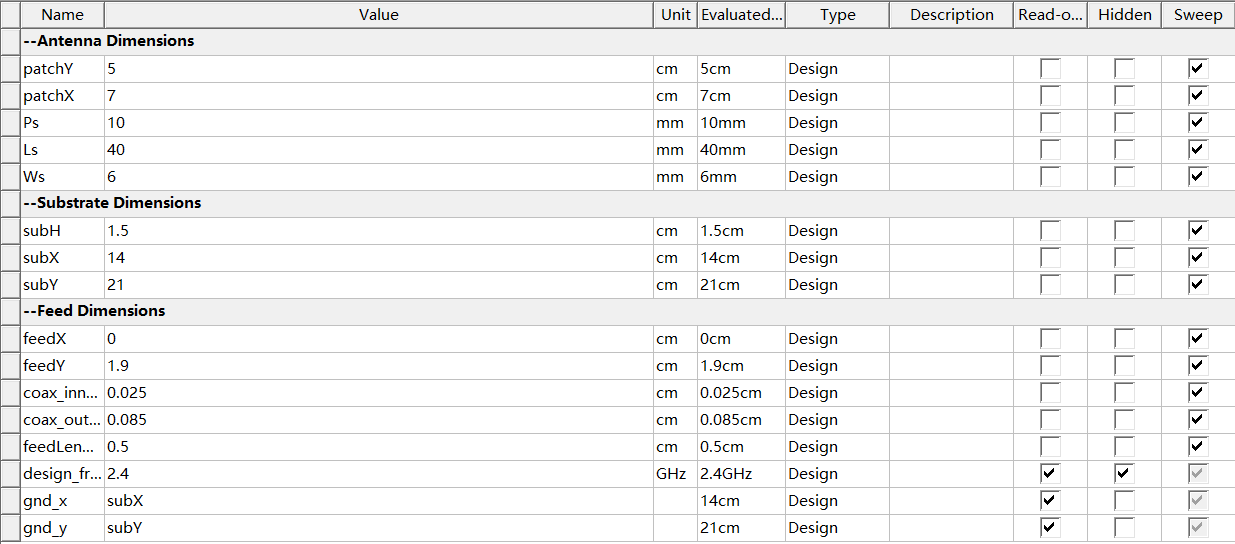 Name Value Unit Evaluated... Type Description Read-o... Hidden Sweep
--Antenna Dimensions
patchY 5 cm 5cm Design
patchX 7 cm 7cm Design
Ps 10 mm 10mm Design
Ls 40 mm 40mm Design
Ws 6 mm 6mm Design
--Substrate Dimensions
subH 1.5 cm 1.5cm Design
subX 14 cm 14cm Design
subY 21 cm 21cm Design
--Feed Dimensions
feedX 0 cm 0cm Design
feedY 1.9 cm 1.9cm Design
coax_inn... 0.025 cm 0.025cm Design
coax_out... 0.085 cm 0.085cm Design
feedLen... 0.5 cm 0.5cm Design
design_fr... 2.4 GHz 2.4GHz Design
gnd_x subX 14cm Design
gnd_y subY 21cm Design